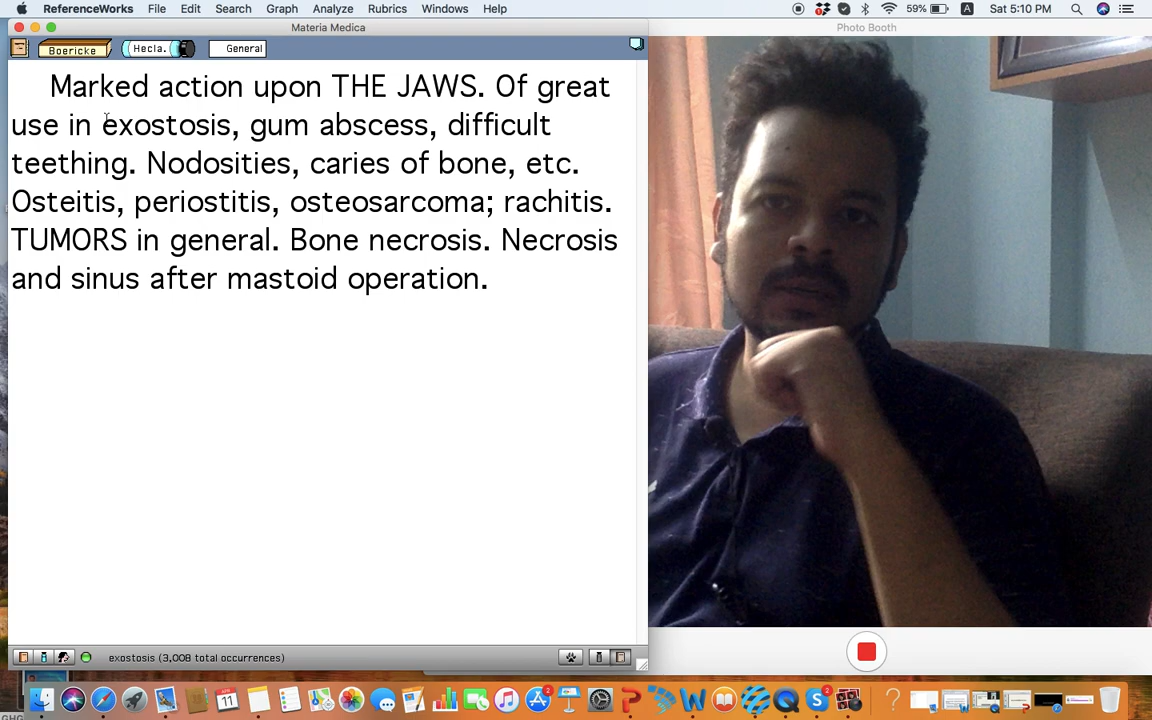 ReferenceWorks File Edit Search Graph Analyze Rubrics Windows Help 59% A Sat 5:10 PM
Materia Medica
Photo Booth
Boericke Hecla. General
Marked action upon THE JAWS. Of great
use in exostosis, gum abscess, difficult
teething. Nodosities, caries of bone, etc.
Osteitis, periostitis, osteosarcoma; rachitis.
TUMORS in general. Bone necrosis. Necrosis
and sinus after mastoid operation.
exostosis (3,008 total occurrences)
GHG